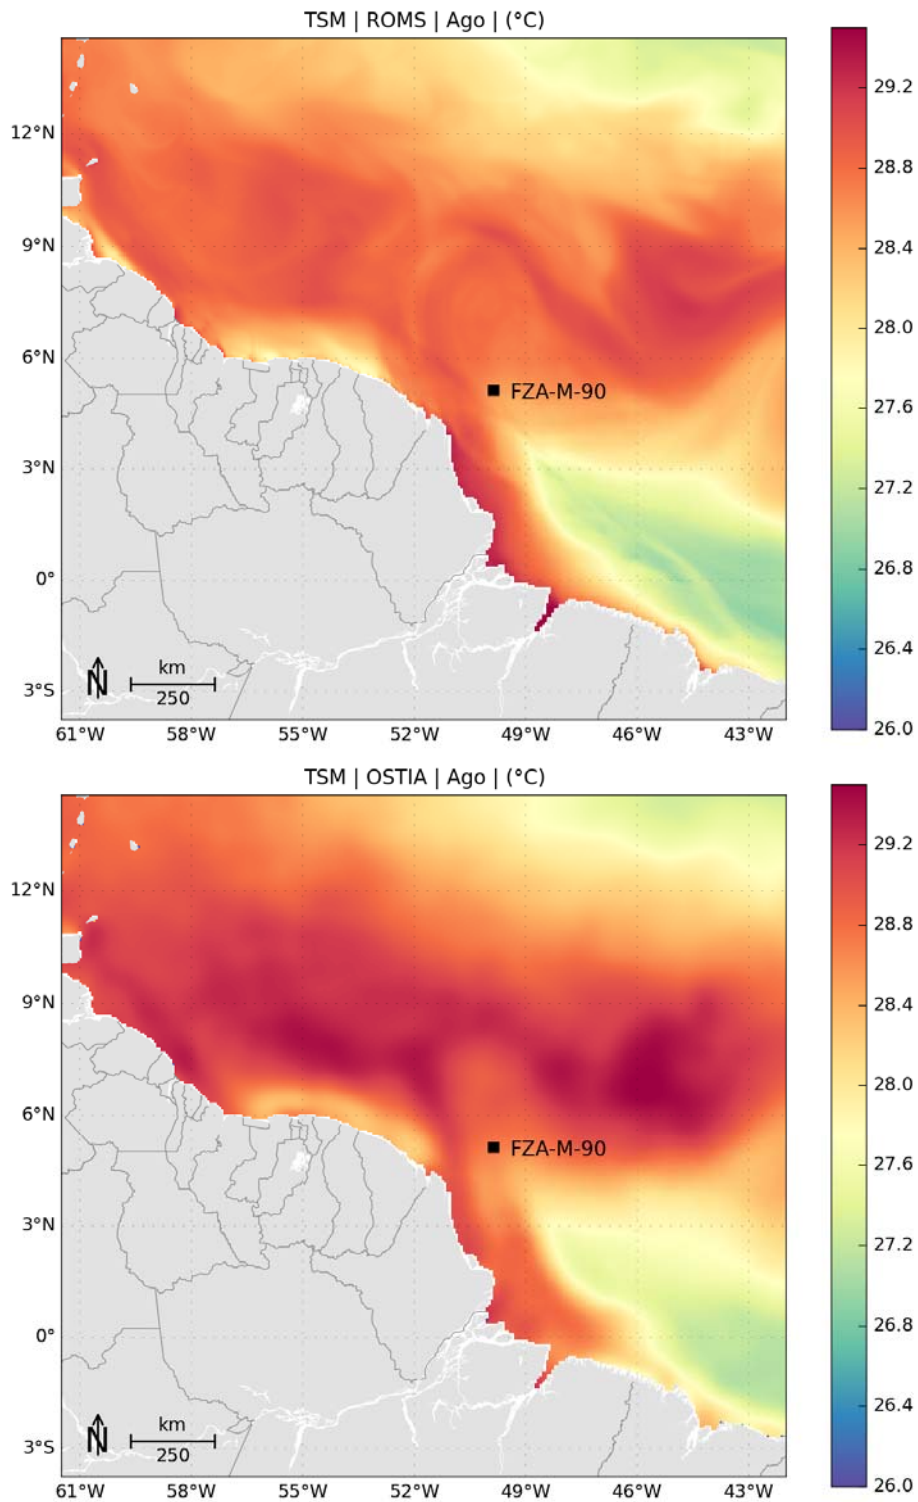 TSM | ROMS | Ago | (°C)
29.2
12°N
28.8
9°N
28.4
28.0
6°N
FZA-M-90
27.6
3°N
27.2
0°
26.8
26.4
N
km
250
3°S
26.0
61°W 58°W 55°W 52°W 49°W 46°W 43°W
TSM | OSTIA | Ago | (°C)
29.2
12°N
28.8
9°N
28.4
28.0
6°N
FZA-M-90
27.6
3°N
27.2
0°
26.8
26.4
N
km
250
3°S
26.0
61°W 58°W 55°W 52°W 49°W 46°W 43°W